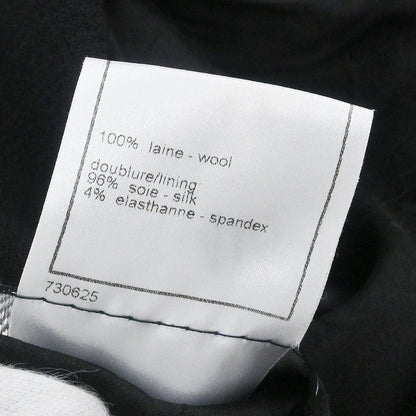 100% laine - wool
doublure/lining
96% soie - silk
4% elasthanne - spandex
730625